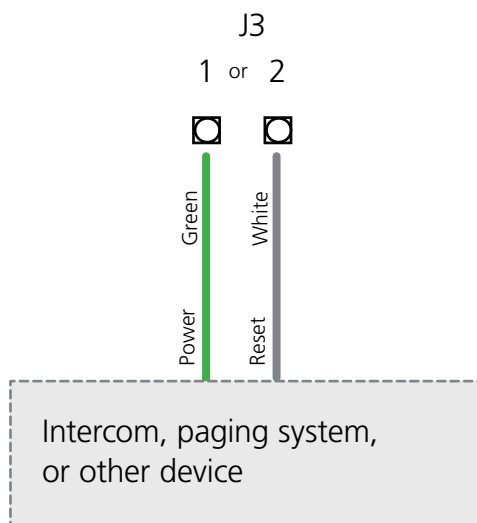 J3
1 or 2
Green
White
Power
Reset
Intercom, paging system,
or other device